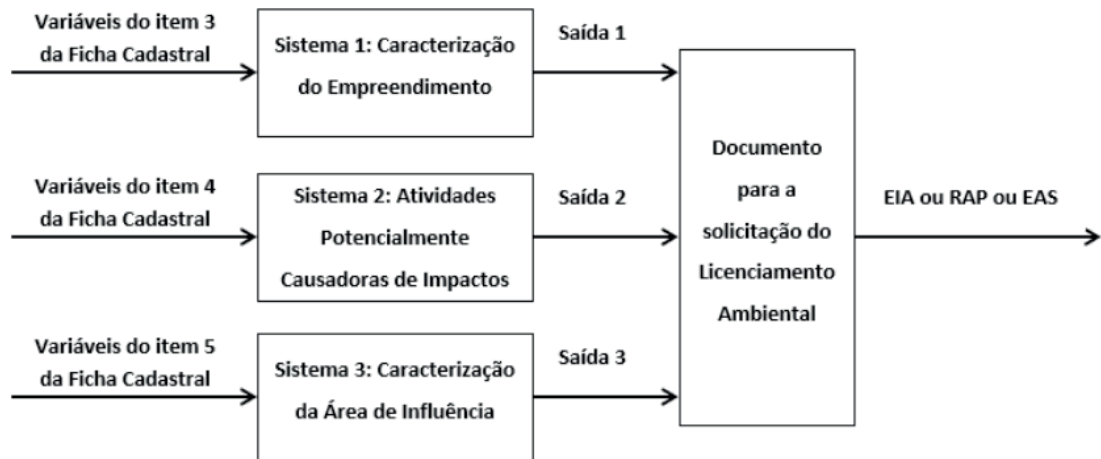 Variáveis do item 3
da Ficha Cadastral
Sistema 1: Caracterização
do Empreendimento
Saída 1
Variáveis do item 4
da Ficha Cadastral
Sistema 2: Atividades
Potencialmente
Causadoras de Impactos
Saída 2
Variáveis do item 5
da Ficha Cadastral
Sistema 3: Caracterização
da Área de Influência
Saída 3
Documento
para a
solicitação do
Licenciamento
Ambiental
EIA ou RAP ou EAS